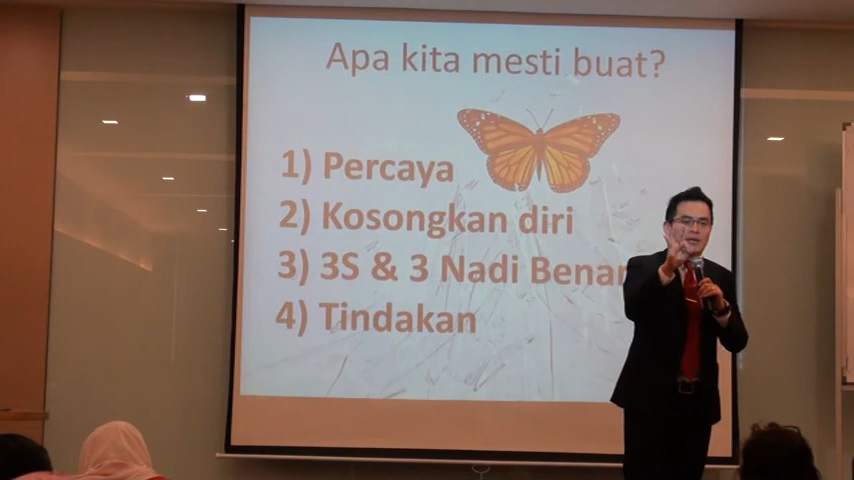 Apa kita mesti buat?
1) Percaya
2) Kosongkan diri
3) 3S & 3 Nadi Benar
4) Tindakan